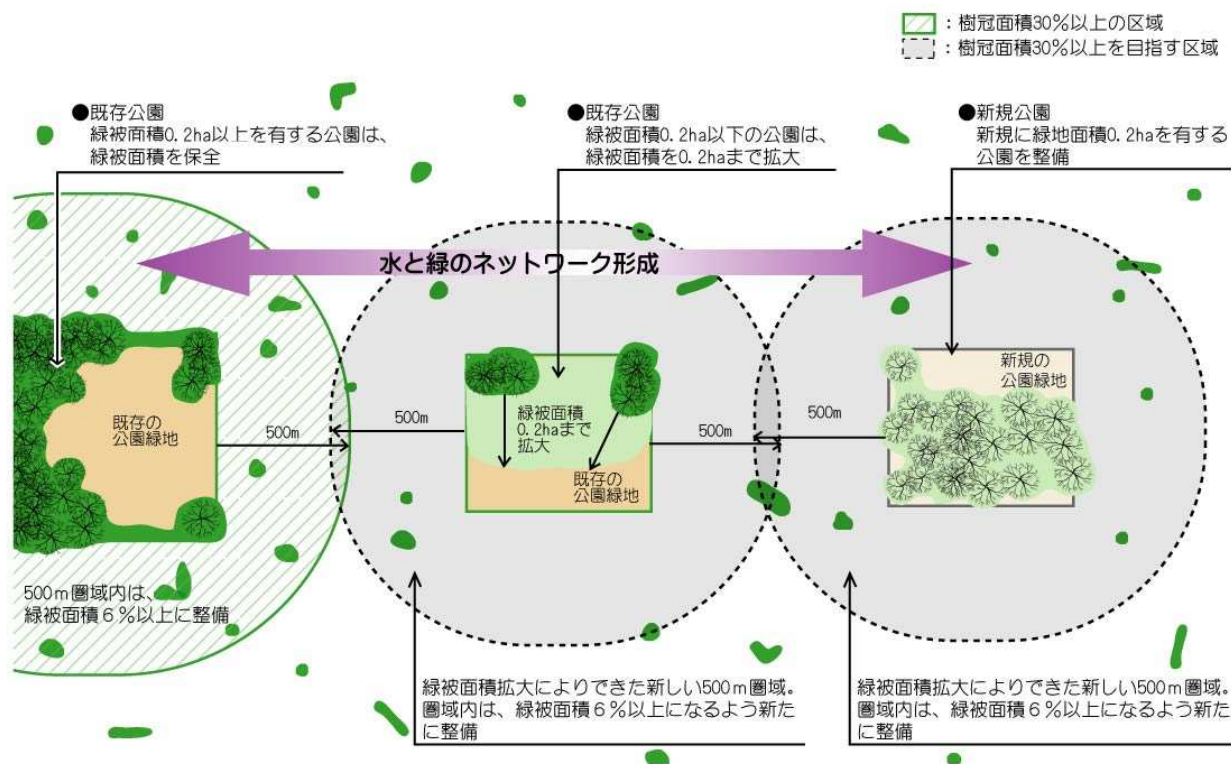 ：樹冠面積30％以上の区域
：樹冠面積30％以上を目指す区域
●既存公園
緑被面積0.2ha以上を有する公園は、
緑被面積を保全
●既存公園
緑被面積0.2ha以下の公園は、
緑被面積を0.2haまで拡大
●新規公園
新規に緑地面積0.2haを有する
公園を整備
水と緑のネットワーク形成
既存の
公園緑地
500m
500m
緑被面積
0.2haまで
拡大
既存の
公園緑地
500m
500m
新規の
公園緑地
500ｍ圏域内は、
緑被面積６％以上に整備
緑被面積拡大によりできた新しい500ｍ圏域。
圏域内は、緑被面積６％以上になるよう新た
に整備
緑被面積拡大によりできた新しい500ｍ圏域。
圏域内は、緑被面積６％以上になるよう新た
に整備